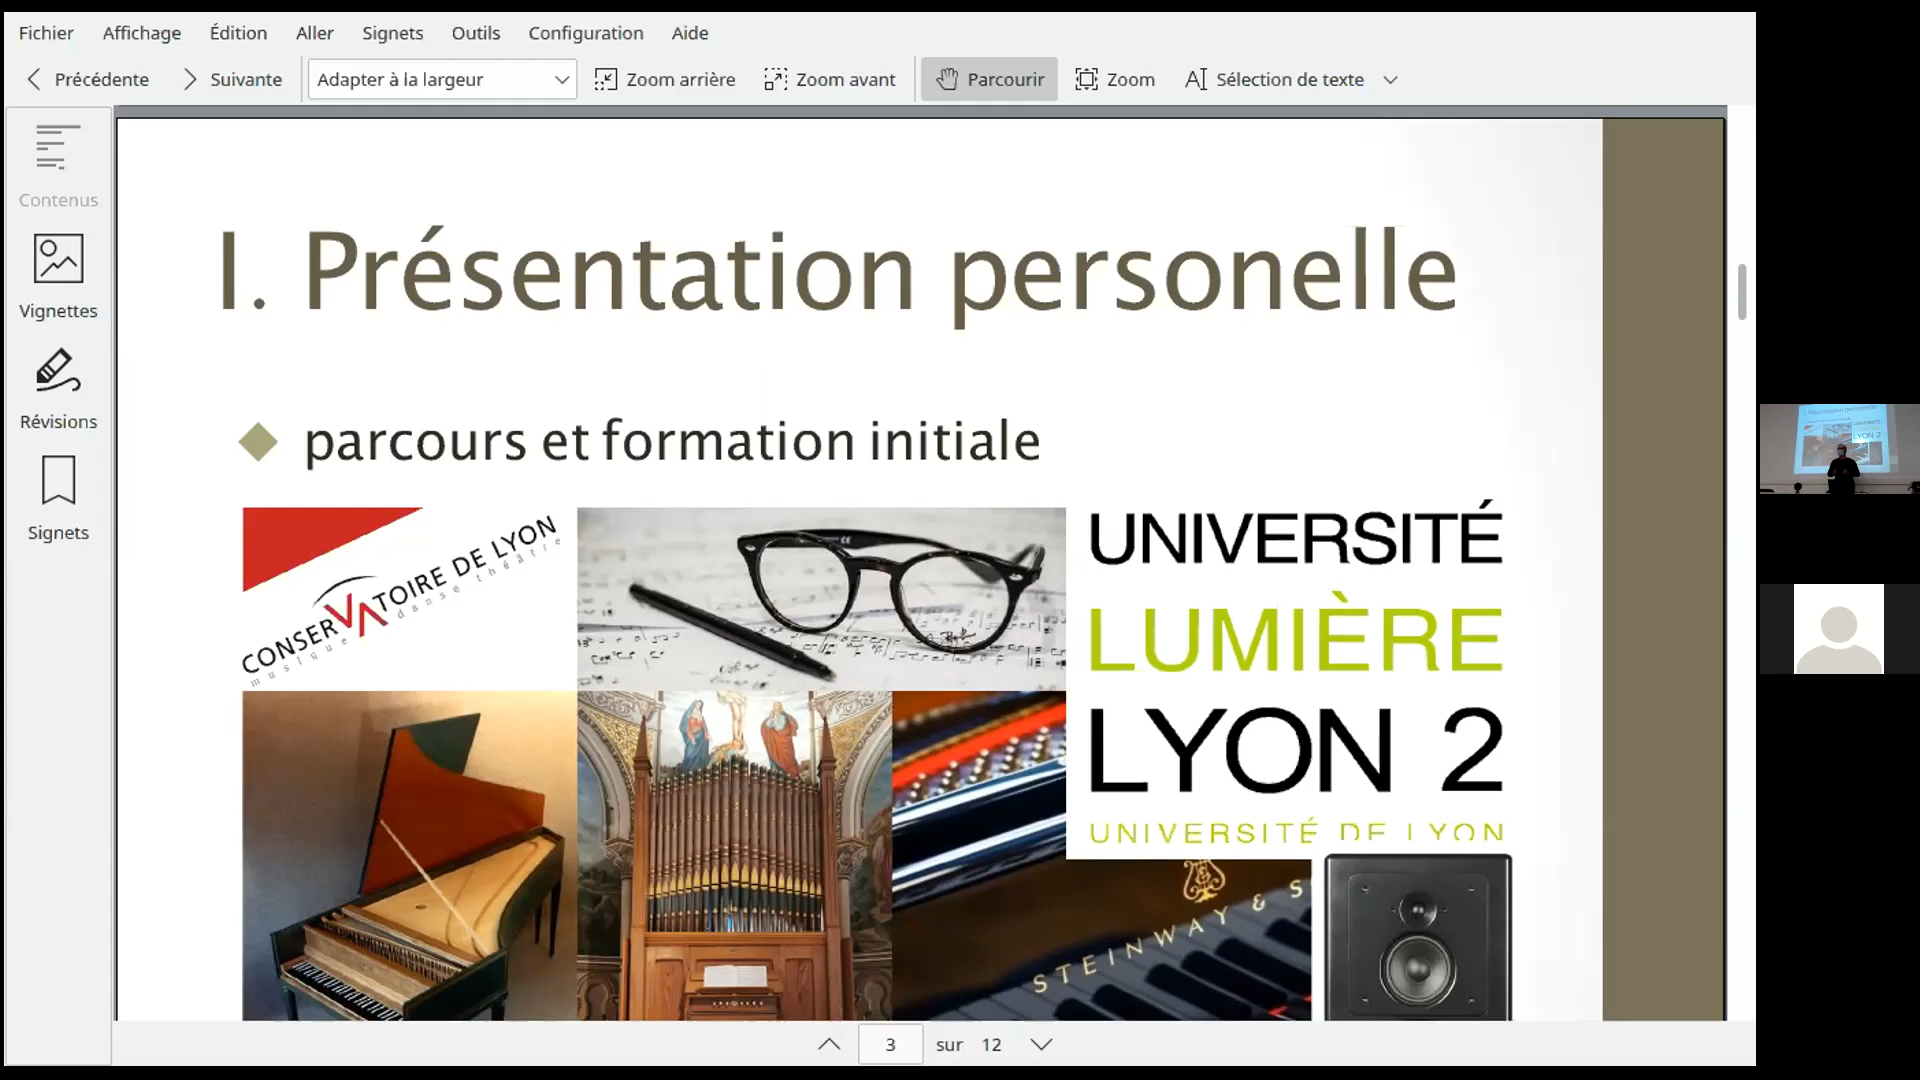 Fichier Affichage Édition Aller Signets Outils Configuration Aide
Précédente Suivante Adapter à la largeur Zoom arrière Zoom avant Parcourir Zoom Sélection de texte
Contenus
Vignettes
Révisions
Signets
I. Présentation personelle
parcours et formation initiale
CONSERVATOIRE DE LYON
musique danse théâtre
UNIVERSITÉ
LUMIÈRE
LYON 2
UNIVERSITÉ DE LYON
STEINWAY & S
3 sur 12
LYON 2